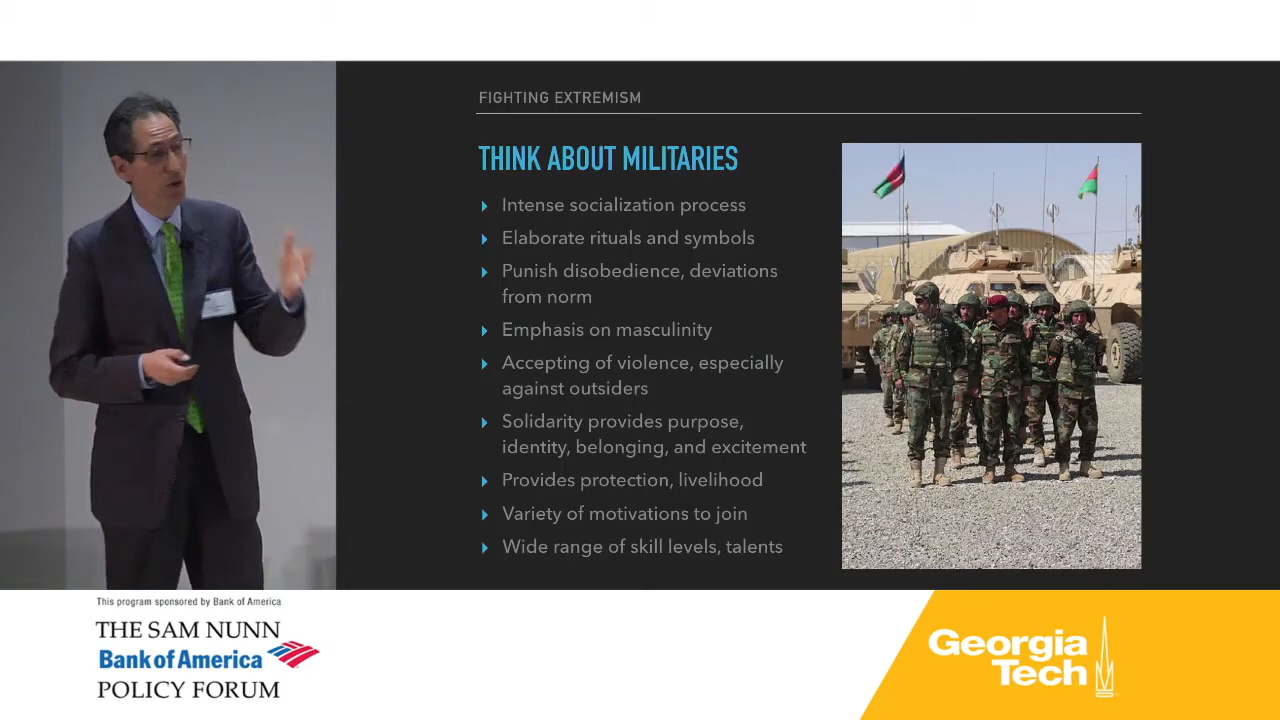 FIGHTING EXTREMISM
THINK ABOUT MILITARIES
Intense socialization process
Elaborate rituals and symbols
Punish disobedience, deviations
from norm
Emphasis on masculinity
Accepting of violence, especially
against outsiders
Solidarity provides purpose,
identity, belonging, and excitement
Provides protection, livelihood
Variety of motivations to join
Wide range of skill levels, talents
This program sponsored by Bank of America
THE SAM NUNN
Bank of America
POLICY FORUM
Georgia
Tech